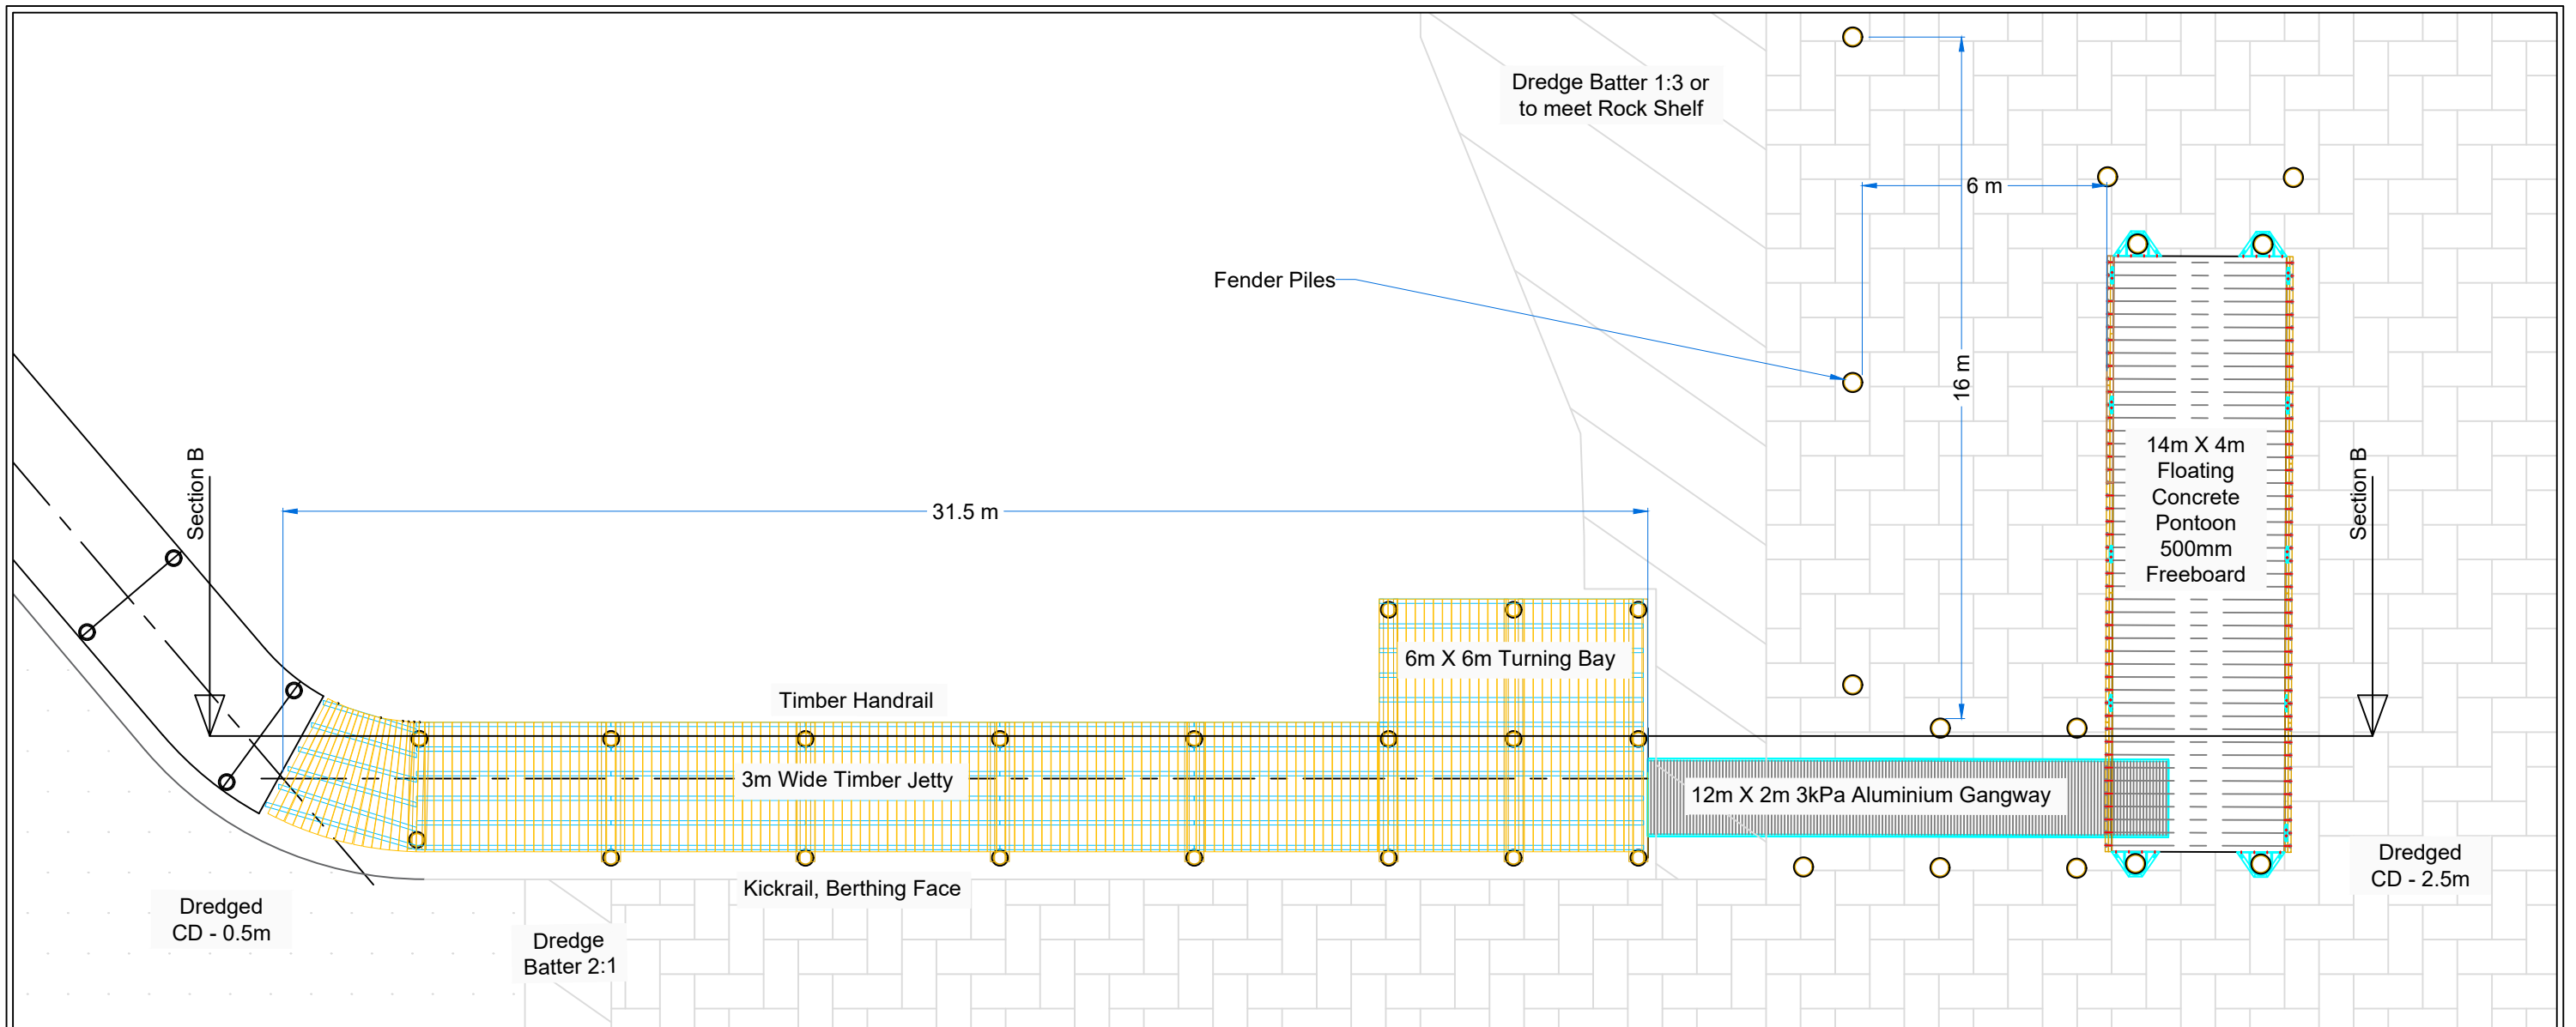 Dredge Batter 1:3 or
to meet Rock Shelf
6 m
Fender Piles
16 m
14m X 4m
Floating
Concrete
Pontoon
500mm
Freeboard
Section B
Section B
31.5 m
6m X 6m Turning Bay
Timber Handrail
3m Wide Timber Jetty
12m X 2m 3kPa Aluminium Gangway
Kickrail, Berthing Face
Dredged
CD - 2.5m
Dredged
CD - 0.5m
Dredge
Batter 2:1